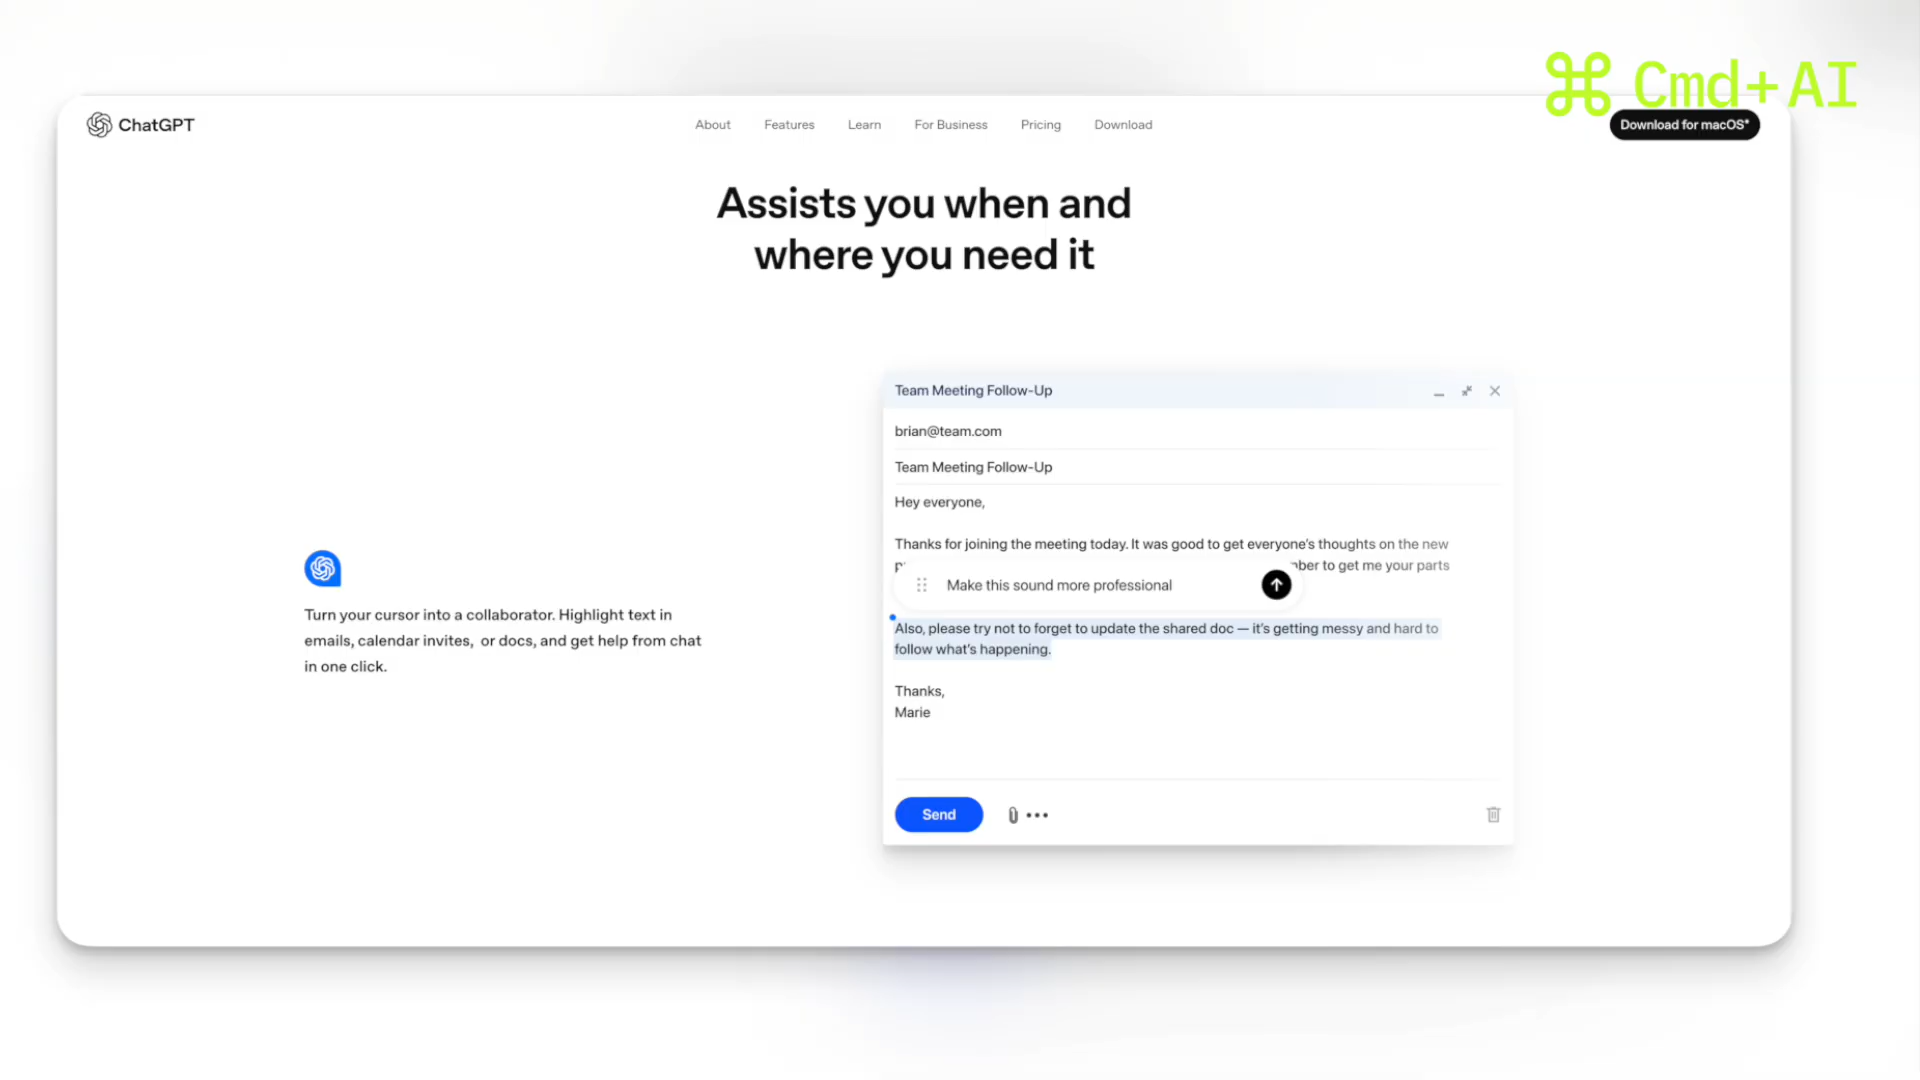 ⌘ Cmd+AI
ChatGPT
About Features Learn For Business Pricing Download
Download for macOS*
Assists you when and
where you need it
Turn your cursor into a collaborator. Highlight text in
emails, calendar invites, or docs, and get help from chat
in one click.
Team Meeting Follow-Up
brian@team.com
Team Meeting Follow-Up
Hey everyone,
Thanks for joining the meeting today. It was good to get everyone's thoughts on the new
to get me your parts
Make this sound more professional
Also, please try not to forget to update the shared doc — it's getting messy and hard to
follow what's happening.
Thanks,
Marie
Send